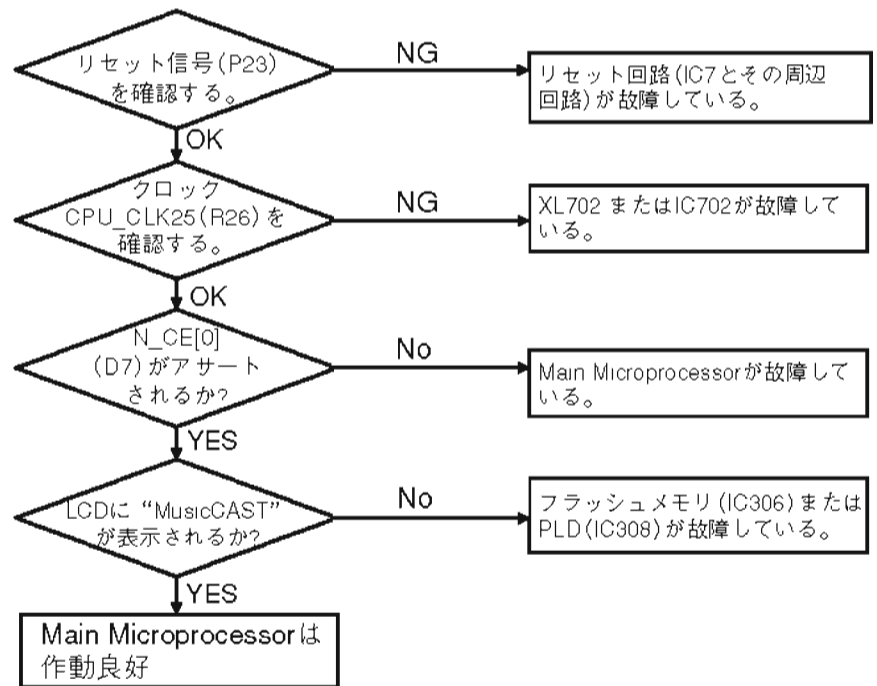 リセット信号(P23)
を確認する。
NG
リセット回路(IC7とその周辺
回路)が故障している。
OK
クロック
CPU_CLK25(R26)を
確認する。
NG
XL702 またはIC702が故障して
いる。
OK
N_CE[0]
(D7)がアサート
されるか?
No
Main Microprocessorが故障して
いる。
YES
LCDに “MusicCAST”
が表示されるか?
No
フラッシュメモリ(IC306)または
PLD(IC308)が故障している。
YES
Main Microprocessorは
作動良好